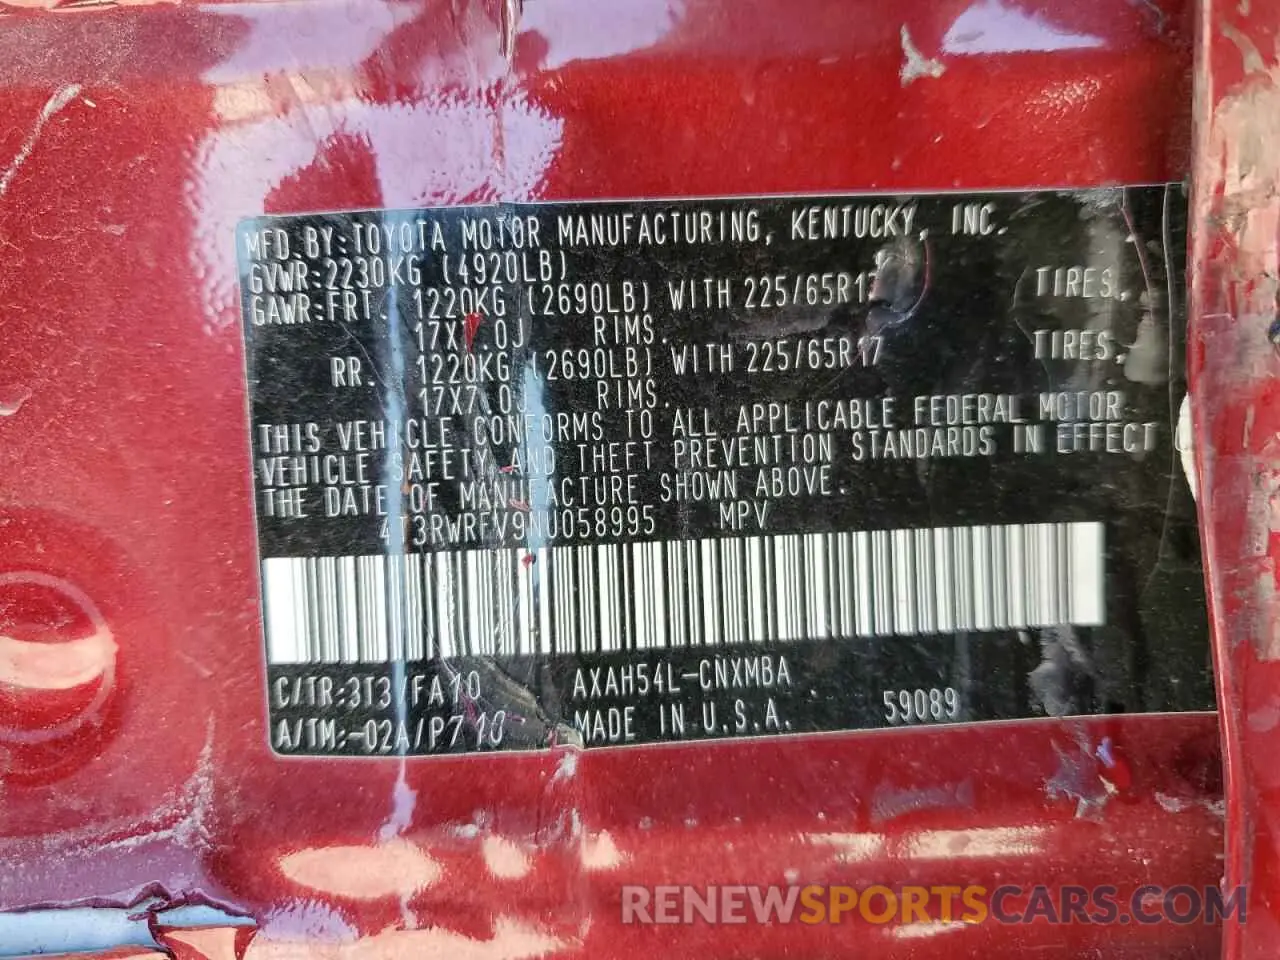 MFD.BY:TOYOTA MOTOR MANUFACTURING, KENTUCKY, INC.
GVWR:2230KG (4920LB)
GAWR:FRT. 1220KG (2690LB) WITH 225/65R17 TIRES,
17X7.0J RIMS.
RR. 1220KG (2690LB) WITH 225/65R17 TIRES,
17X7.0J RIMS.
THIS VEHICLE CONFORMS TO ALL APPLICABLE FEDERAL MOTOR
VEHICLE SAFETY AND THEFT PREVENTION STANDARDS IN EFFECT
THE DATE OF MANUFACTURE SHOWN ABOVE.
4T3RWRFV9NU058995 MPV
C/TR:3T3/FA10 AXAH54L-CNXMBA
A/TM:-02A/P710 MADE IN U.S.A. 59089
RENEWSPORTSCARS.COM